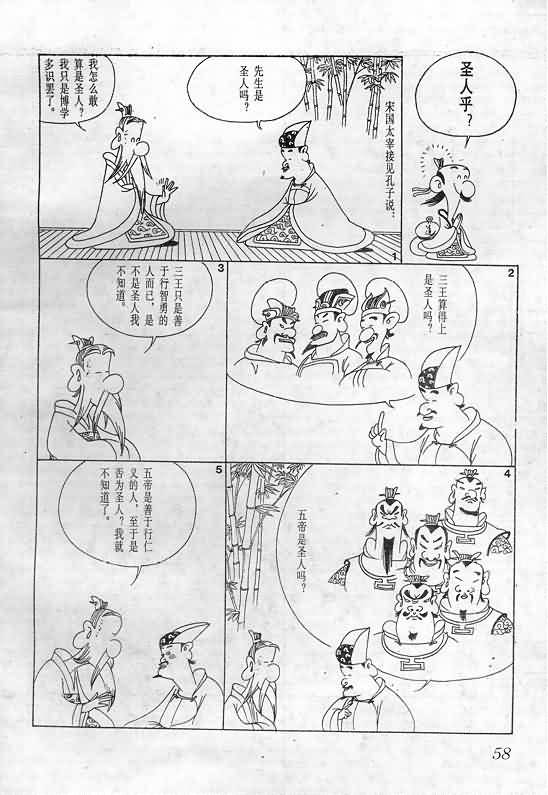 圣人乎？
宋国太宰接见孔子说：
先生是
圣人吗？
我怎么敢
算是圣人？
我只是博学
多识罢了。
1
2
三王算得上
是圣人吗？
3
三王只是善
于行智勇的
人而已，是
不是圣人我
不知道。
4
五帝是圣人吗？
5
五帝是善于行仁
义的人，至于是
否为圣人？我就
不知道了。
58